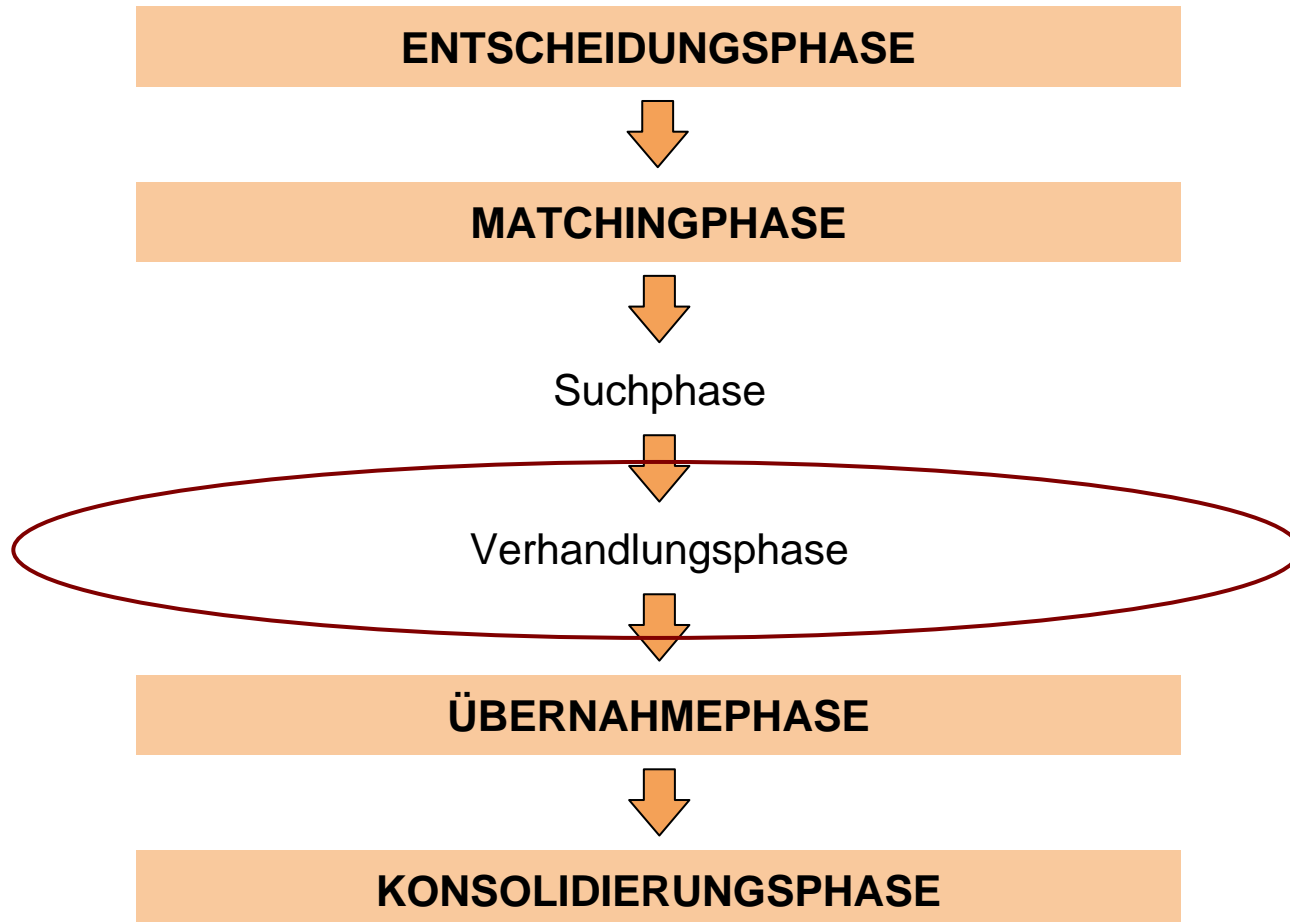 ENTSCHEIDUNGSPHASE
MATCHINGPHASE
Suchphase
Verhandlungsphase
ÜBERNAHMEPHASE
KONSOLIDIERUNGSPHASE